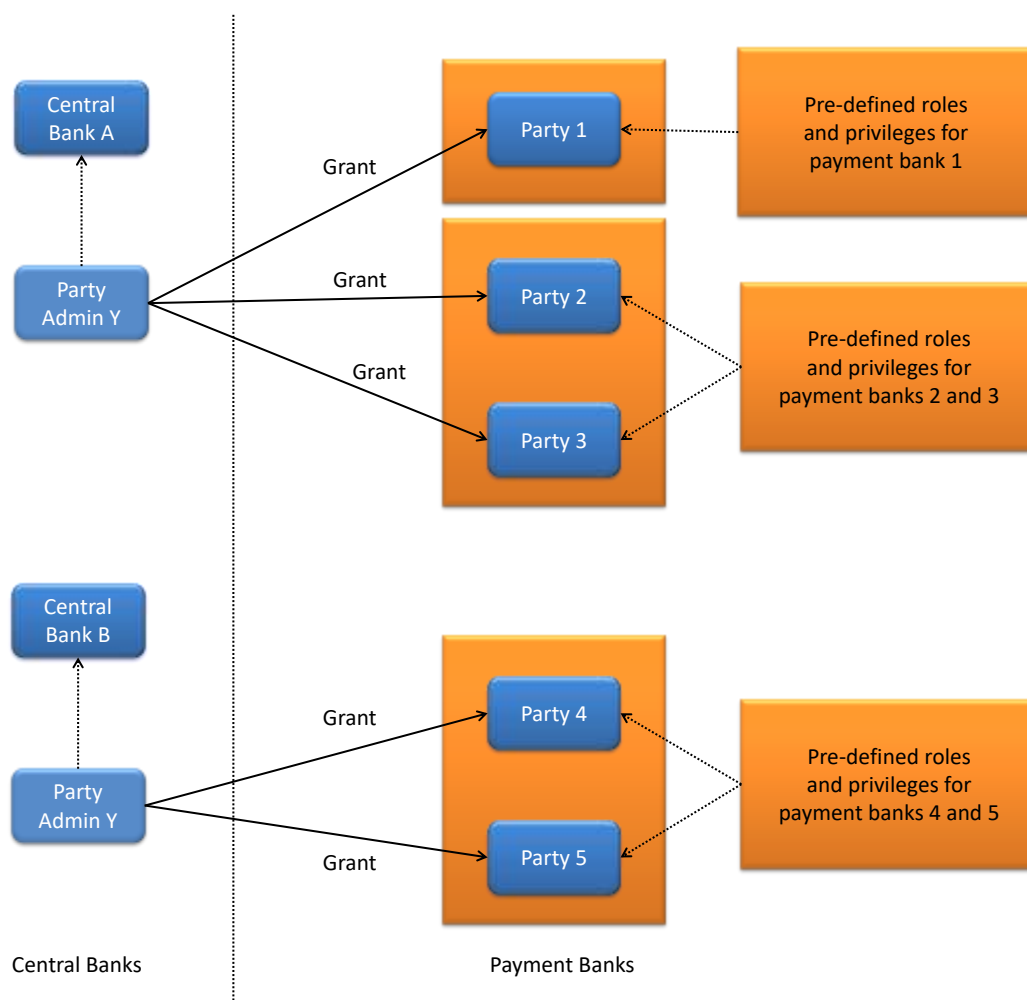 Central
Bank A
Party
Admin Y
Grant
Grant
Grant
Party 1
Party 2
Party 3
Pre-defined roles
and privileges for
payment bank 1
Pre-defined roles
and privileges for
payment banks 2 and 3
Central
Bank B
Party
Admin Y
Grant
Grant
Party 4
Party 5
Pre-defined roles
and privileges for
payment banks 4 and 5
Central Banks
Payment Banks